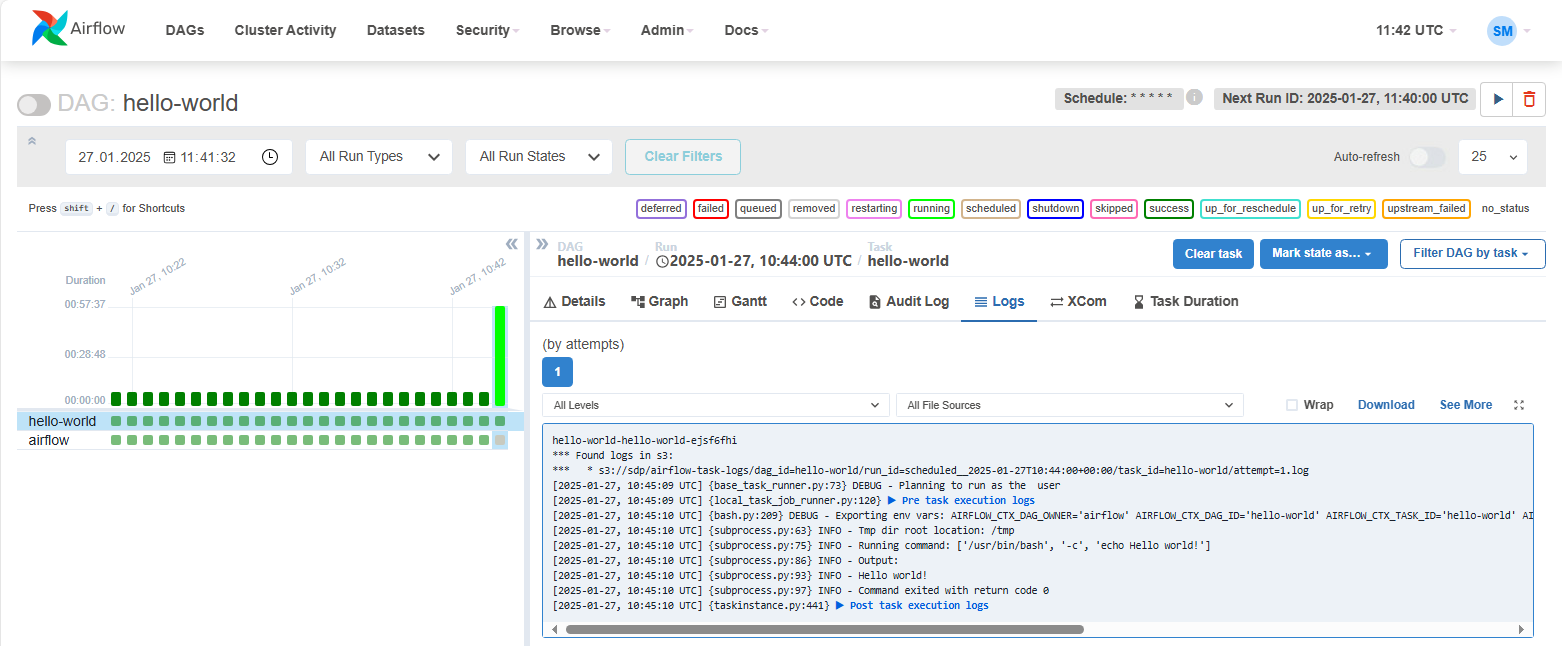 Airflow DAGs Cluster Activity Datasets Security Browse Admin Docs 11:42 UTC SM
DAG: hello-world Schedule: * * * * * i Next Run ID: 2025-01-27, 11:40:00 UTC
27.01.2025 11:41:32 All Run Types All Run States Clear Filters Auto-refresh 25
Press shift + / for Shortcuts deferred failed queued removed restarting running scheduled shutdown skipped success up_for_reschedule up_for_retry upstream_failed no_status
Duration
00:57:37
00:28:48
00:00:00
Jan 27, 10:22
Jan 27, 10:32
Jan 27, 10:42
hello-world
airflow
DAG Run Task
hello-world / 2025-01-27, 10:44:00 UTC / hello-world
Clear task Mark state as... Filter DAG by task
Details Graph Gantt Code Audit Log Logs XCom Task Duration
(by attempts)
1
All Levels All File Sources Wrap Download See More
hello-world-hello-world-ejsf6fhi
*** Found logs in s3:
***   * s3://sdp/airflow-task-logs/dag_id=hello-world/run_id=scheduled__2025-01-27T10:44:00+00:00/task_id=hello-world/attempt=1.log
[2025-01-27, 10:45:09 UTC] {base_task_runner.py:73} DEBUG - Planning to run as the  user
[2025-01-27, 10:45:09 UTC] {local_task_job_runner.py:120} ▶ Pre task execution logs
[2025-01-27, 10:45:10 UTC] {bash.py:209} DEBUG - Exporting env vars: AIRFLOW_CTX_DAG_OWNER='airflow' AIRFLOW_CTX_DAG_ID='hello-world' AIRFLOW_CTX_TASK_ID='hello-world' AI
[2025-01-27, 10:45:10 UTC] {subprocess.py:63} INFO - Tmp dir root location: /tmp
[2025-01-27, 10:45:10 UTC] {subprocess.py:75} INFO - Running command: ['/usr/bin/bash', '-c', 'echo Hello world!']
[2025-01-27, 10:45:10 UTC] {subprocess.py:86} INFO - Output:
[2025-01-27, 10:45:10 UTC] {subprocess.py:93} INFO - Hello world!
[2025-01-27, 10:45:10 UTC] {subprocess.py:97} INFO - Command exited with return code 0
[2025-01-27, 10:45:10 UTC] {taskinstance.py:441} ▶ Post task execution logs